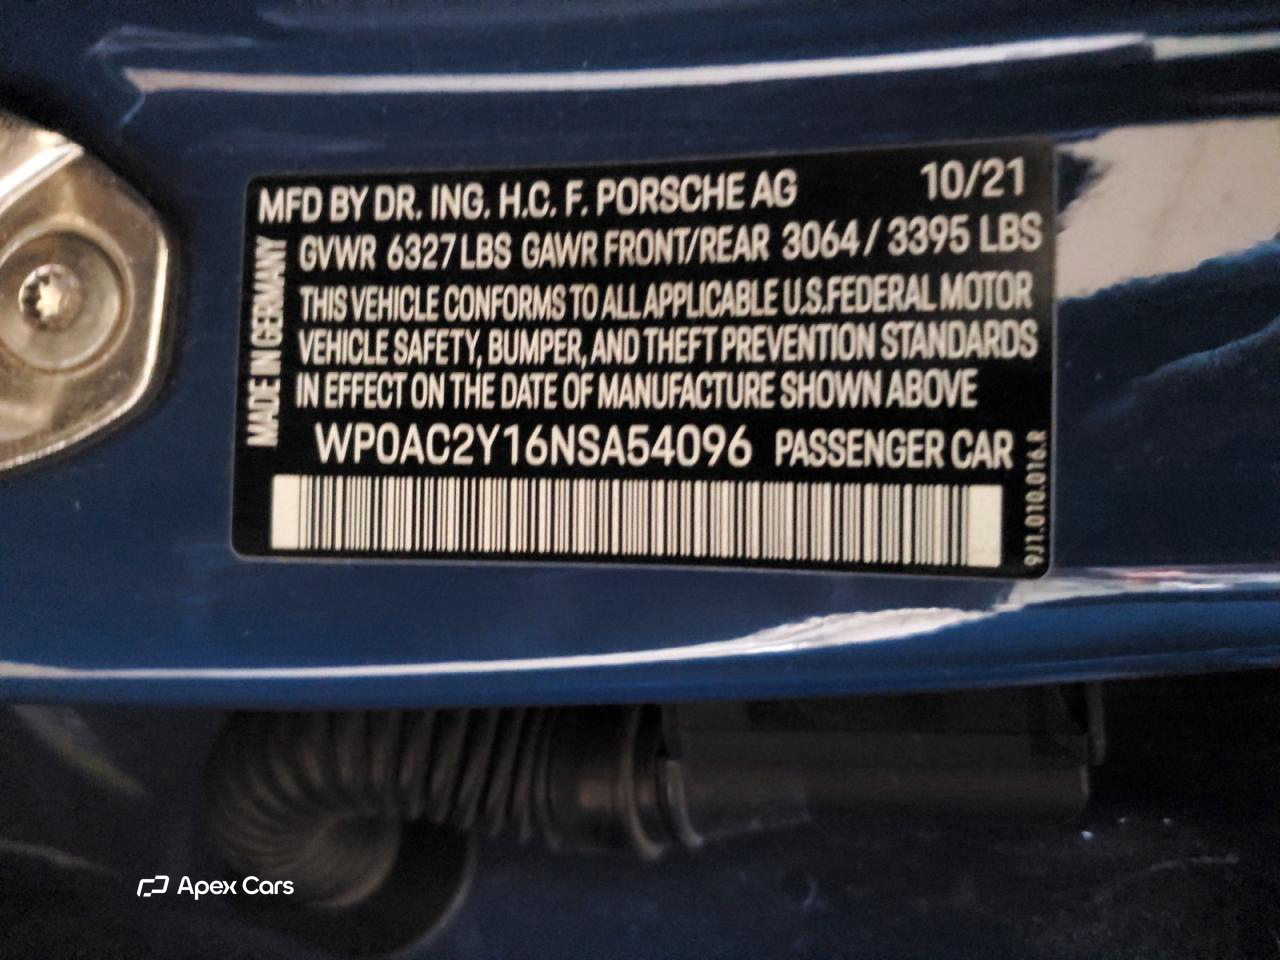 MFD BY DR. ING. H.C. F. PORSCHE AG 10/21
GVWR 6327 LBS GAWR FRONT/REAR 3064 / 3395 LBS
THIS VEHICLE CONFORMS TO ALL APPLICABLE U.S.FEDERAL MOTOR
VEHICLE SAFETY, BUMPER, AND THEFT PREVENTION STANDARDS
IN EFFECT ON THE DATE OF MANUFACTURE SHOWN ABOVE
MADE IN GERMANY
WP0AC2Y16NSA54096 PASSENGER CAR
9J1.010.016.R
Apex Cars